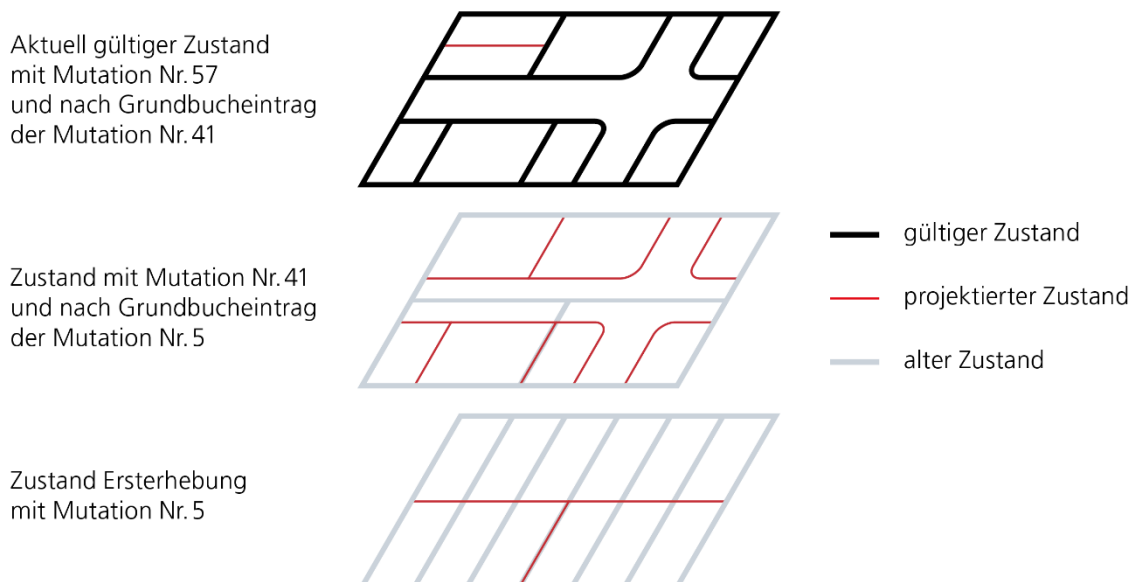 Aktuell gültiger Zustand
mit Mutation Nr. 57
und nach Grundbucheintrag
der Mutation Nr. 41
Zustand mit Mutation Nr. 41
und nach Grundbucheintrag
der Mutation Nr. 5
Zustand Ersterhebung
mit Mutation Nr. 5
gültiger Zustand
projektierter Zustand
alter Zustand